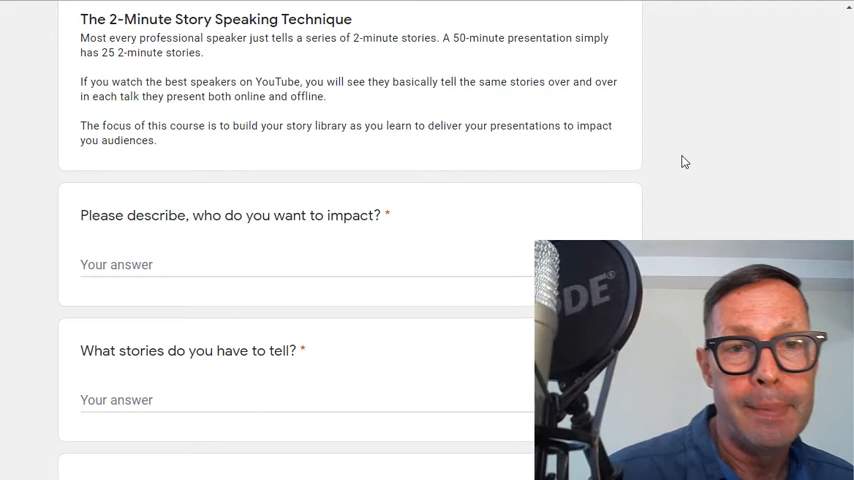 The 2-Minute Story Speaking Technique
Most every professional speaker just tells a series of 2-minute stories. A 50-minute presentation simply
has 25 2-minute stories.
If you watch the best speakers on YouTube, you will see they basically tell the same stories over and over
in each talk they present both online and offline.
The focus of this course is to build your story library as you learn to deliver your presentations to impact
you audiences.
Please describe, who do you want to impact? *
Your answer
What stories do you have to tell? *
Your answer